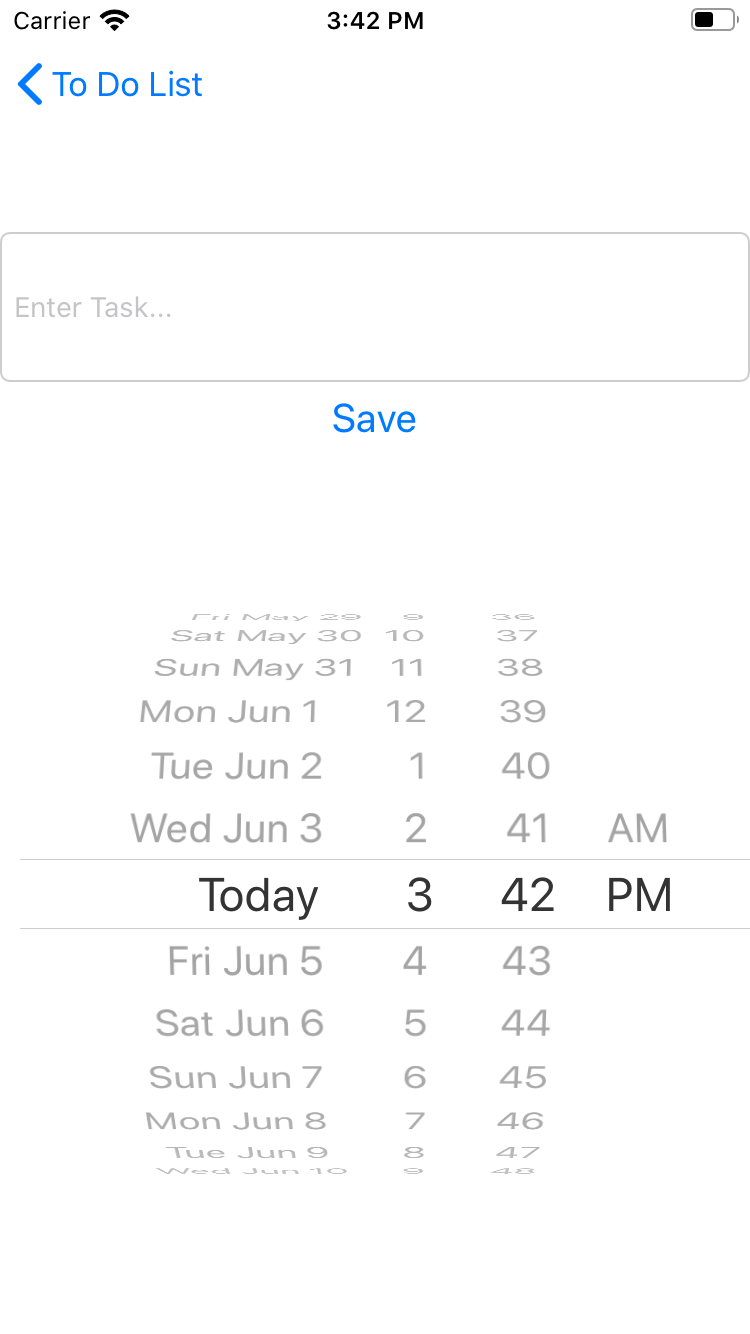 Carrier 3:42 PM
To Do List
Enter Task...
Save
Fri May 29 9 36
Sat May 30 10 37
Sun May 31 11 38
Mon Jun 1 12 39
Tue Jun 2 1 40
Wed Jun 3 2 41 AM
Today 3 42 PM
Fri Jun 5 4 43
Sat Jun 6 5 44
Sun Jun 7 6 45
Mon Jun 8 7 46
Tue Jun 9 8 47
Wed Jun 10 9 48